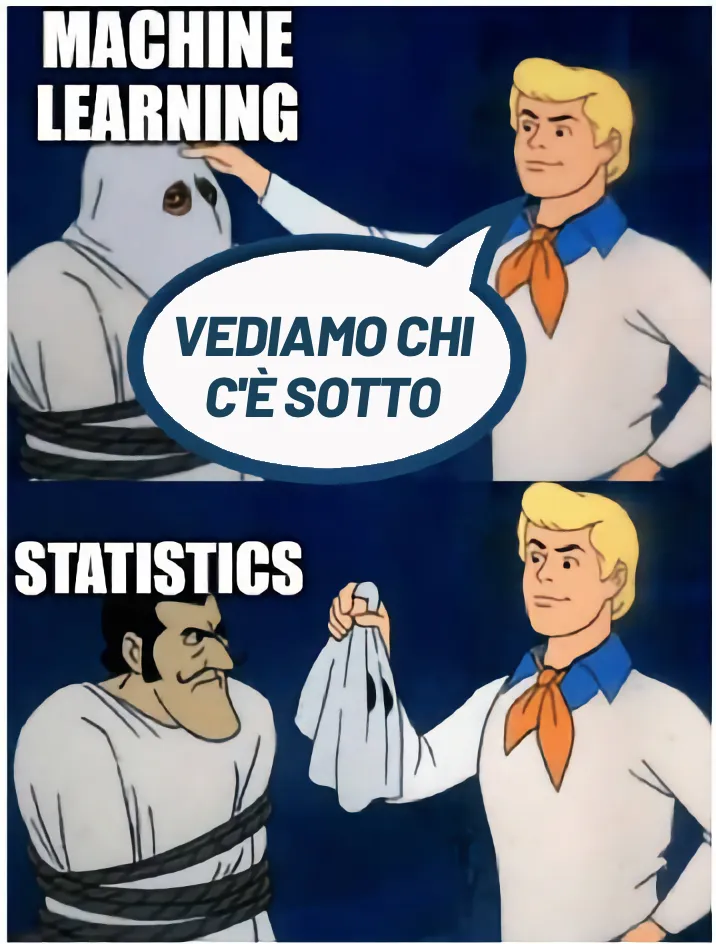 MACHINE
LEARNING
VEDIAMO CHI
C'È SOTTO
STATISTICS